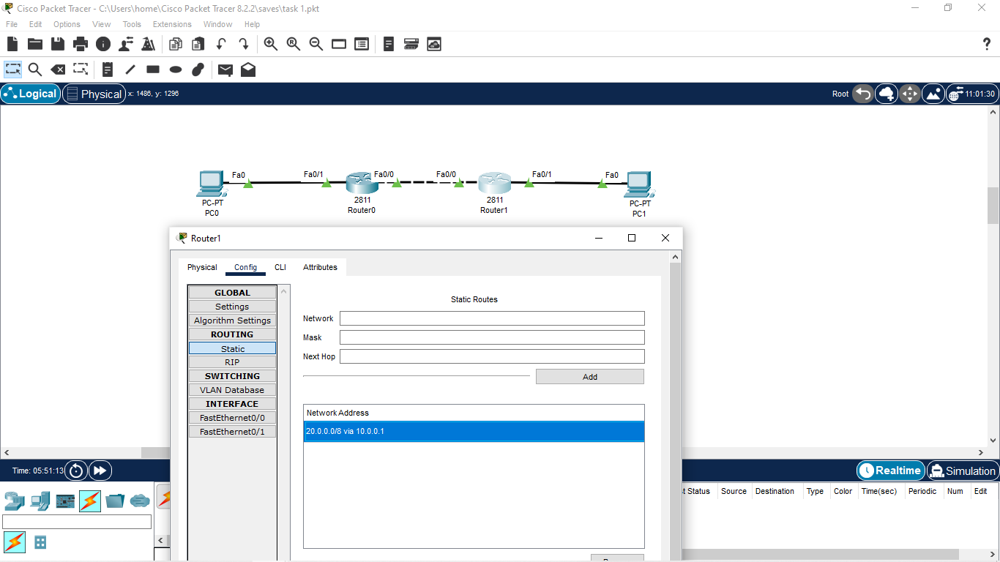 Cisco Packet Tracer - C:\Users\home\Cisco Packet Tracer 8.2.2\saves\task 1.pkt
File Edit Options View Tools Extensions Window Help
?
Logical Physical x: 1486, y: 1296 Root 11:01:30
Fa0 Fa0/1 Fa0/0 Fa0/0 Fa0/1 Fa0
PC-PT 2811 2811 PC-PT
PC0 Router0 Router1 PC1
Router1
Physical Config CLI Attributes
GLOBAL
Settings
Algorithm Settings
ROUTING
Static
RIP
SWITCHING
VLAN Database
INTERFACE
FastEthernet0/0
FastEthernet0/1
Static Routes
Network
Mask
Next Hop
Add
Network Address
20.0.0.0/8 via 10.0.0.1
Time: 05:51:13 Realtime Simulation
Status Source Destination Type Color Time(sec) Periodic Num Edit